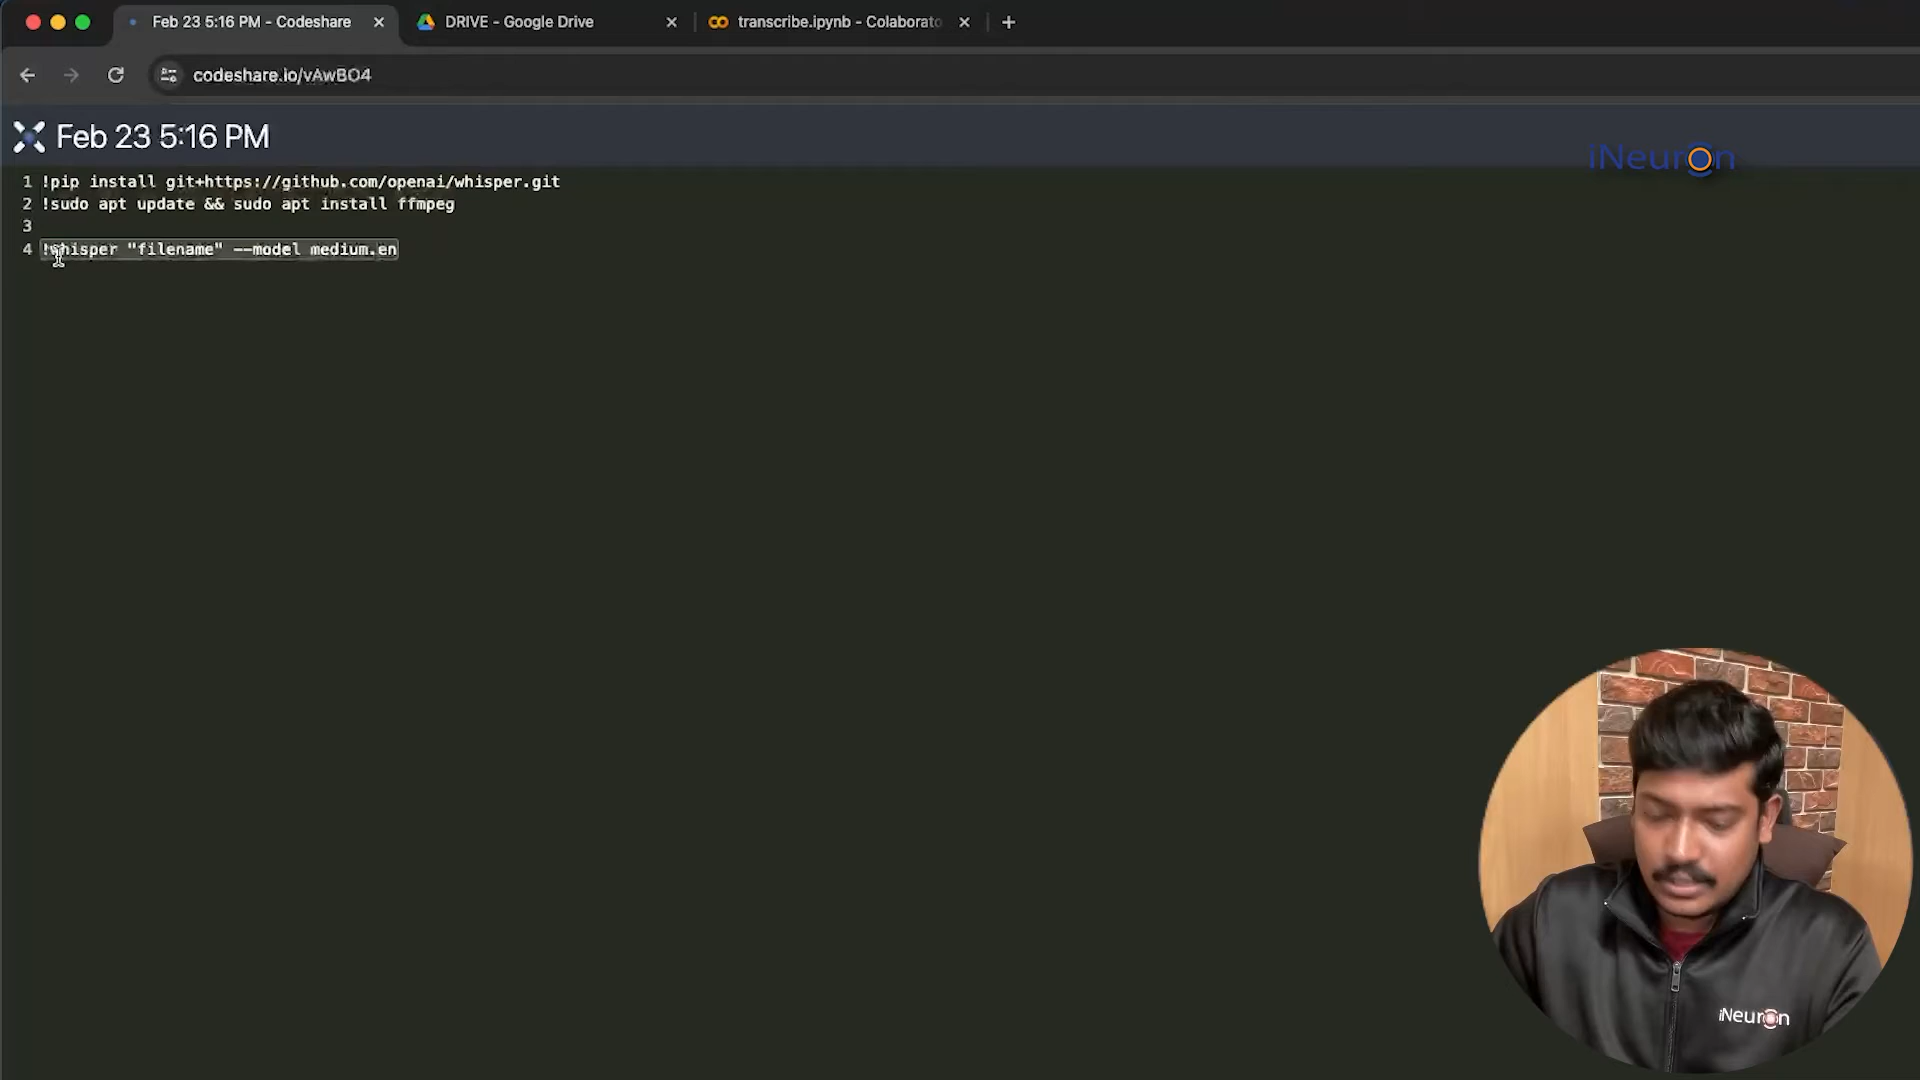 Feb 23 5:16 PM - Codeshare
DRIVE - Google Drive
transcribe.ipynb - Colaborato
codeshare.io/vAwBO4
Feb 23 5:16 PM
iNeuron
1 !pip install git+https://github.com/openai/whisper.git
2 !sudo apt update && sudo apt install ffmpeg
3
4 !whisper "filename" --model medium.en
iNeuron